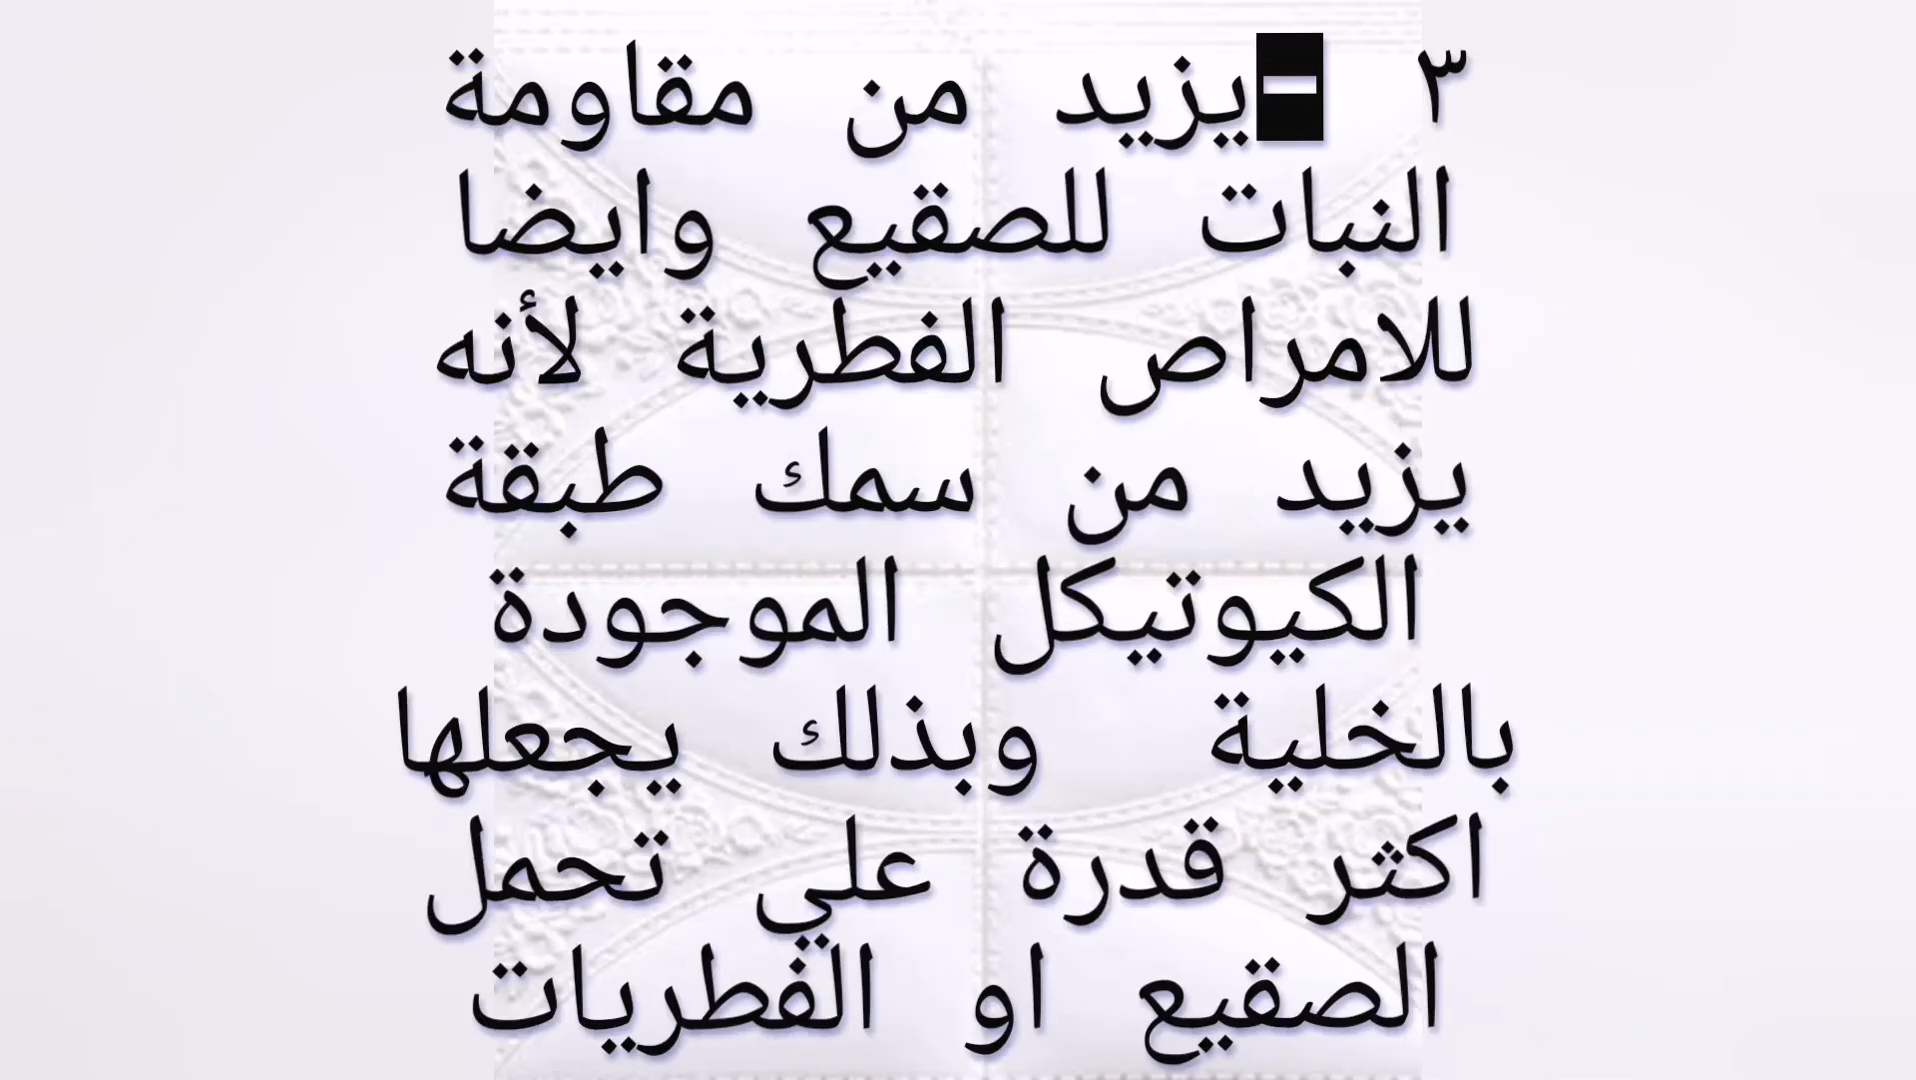 ٣ ➖يزيد من مقاومة
النبات للصقيع وايضا
للامراص الفطرية لأنه
يزيد من سمك طبقة
الكيوتيكل الموجودة
بالخلية وبذلك يجعلها
اكثر قدرة علي تحمل
الصقيع او الفطريات